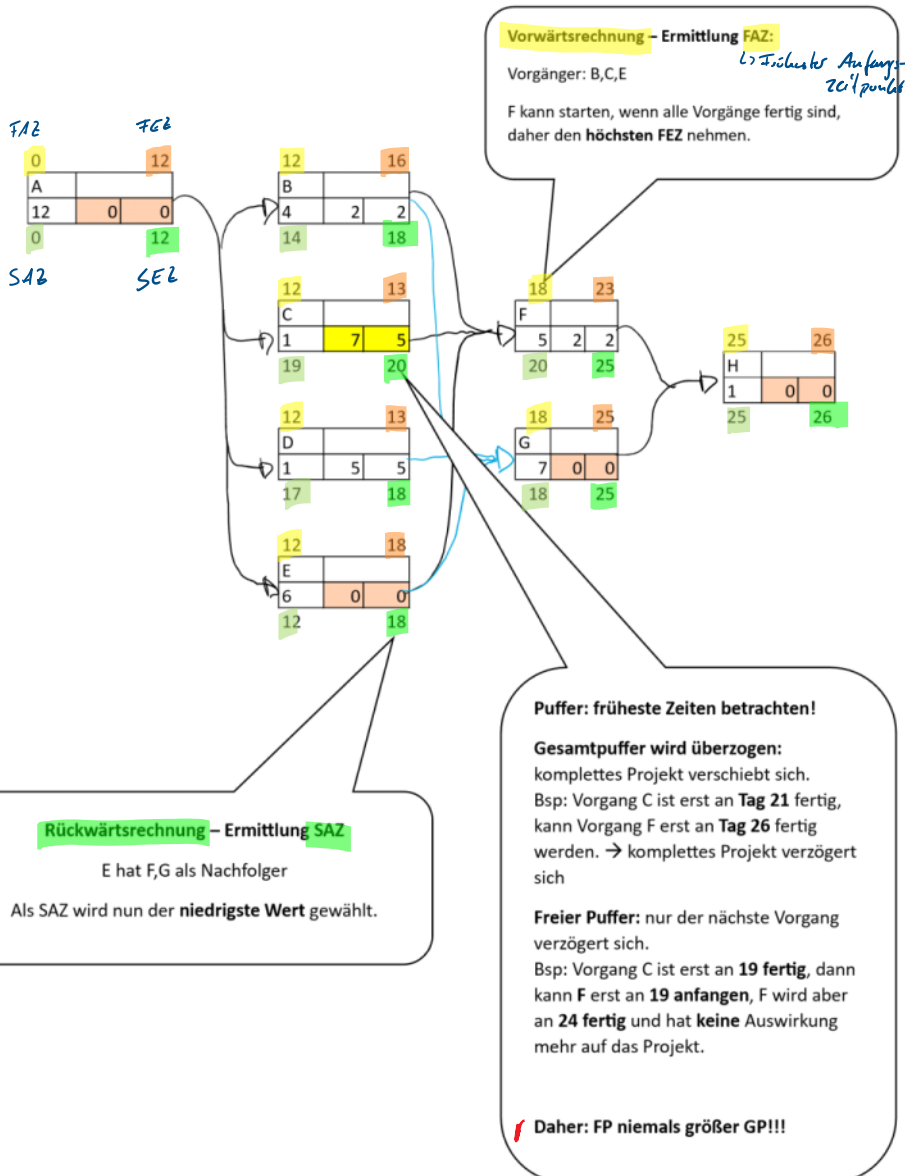 Vorwärtsrechnung – Ermittlung FAZ:
↳ Frühester Anfangs-
zeitpunkt
Vorgänger: B,C,E
F kann starten, wenn alle Vorgänge fertig sind,
daher den höchsten FEZ nehmen.
FAZ FEZ
0 12
A
12 0 0
0 12
SAZ SEZ
12 16
B
4 2 2
14 18
12 13
C
1 7 5
19 20
12 13
D
1 5 5
17 18
12 18
E
6 0 0
12 18
18 23
F
5 2 2
20 25
18 25
G
7 0 0
18 25
25 26
H
1 0 0
25 26
Rückwärtsrechnung – Ermittlung SAZ
E hat F,G als Nachfolger
Als SAZ wird nun der niedrigste Wert gewählt.
Puffer: früheste Zeiten betrachten!
Gesamtpuffer wird überzogen:
komplettes Projekt verschiebt sich.
Bsp: Vorgang C ist erst an Tag 21 fertig,
kann Vorgang F erst an Tag 26 fertig
werden. → komplettes Projekt verzögert
sich
Freier Puffer: nur der nächste Vorgang
verzögert sich.
Bsp: Vorgang C ist erst an 19 fertig, dann
kann F erst an 19 anfangen, F wird aber
an 24 fertig und hat keine Auswirkung
mehr auf das Projekt.
Daher: FP niemals größer GP!!!